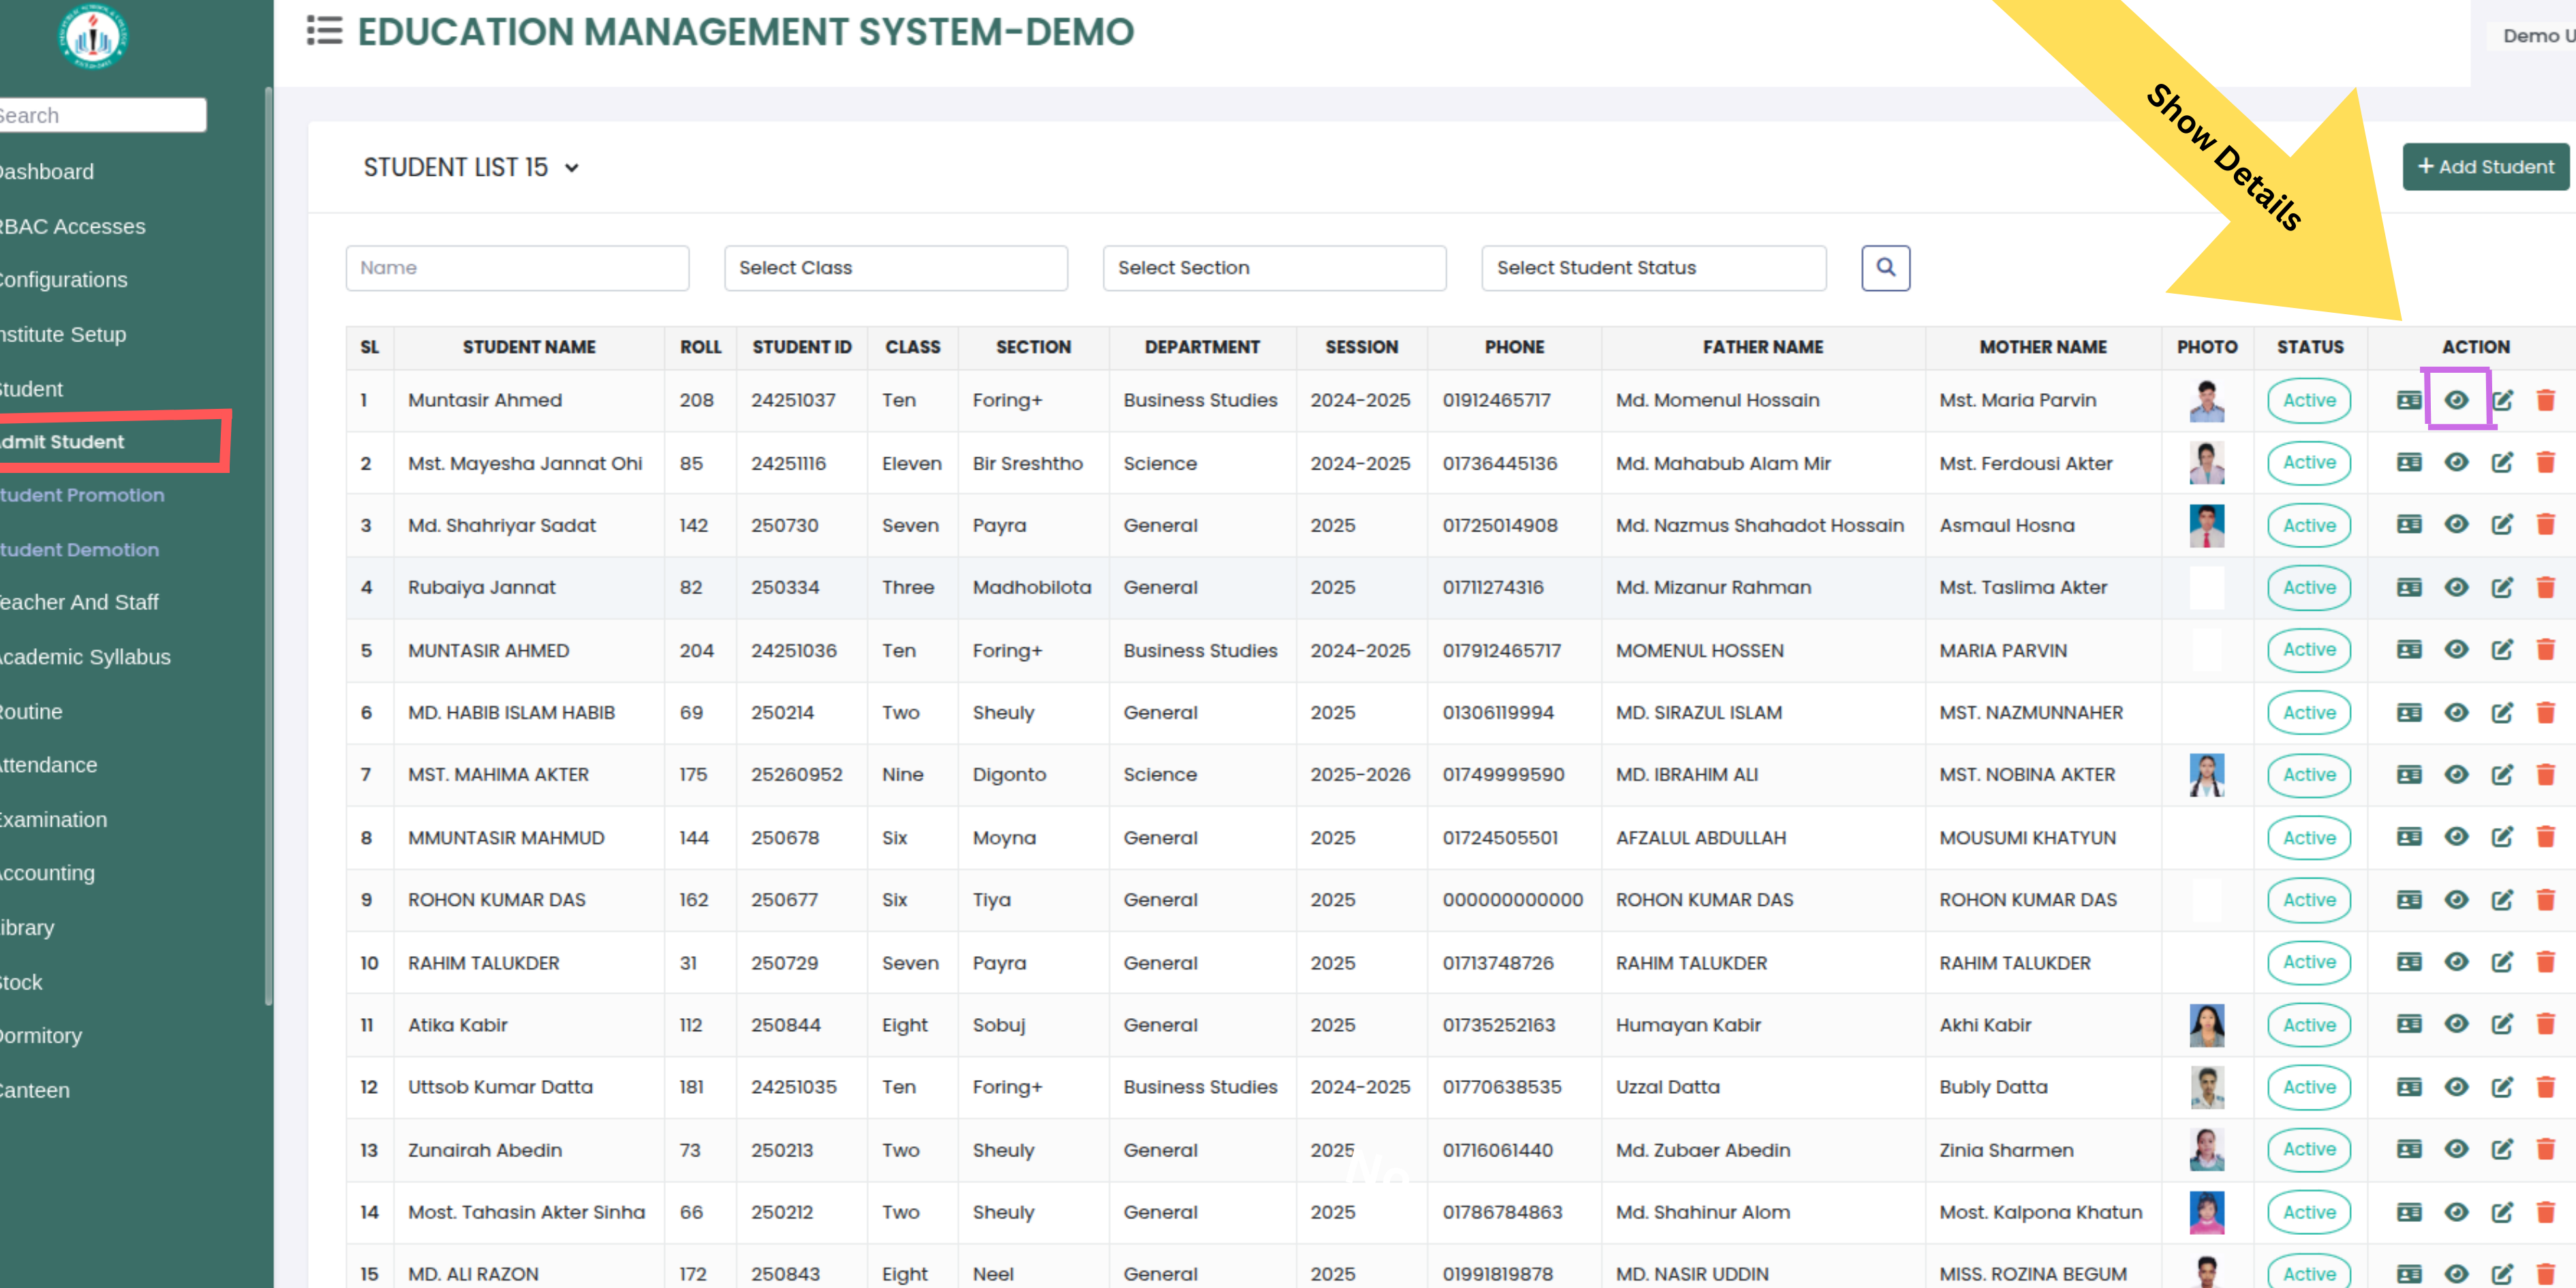 EDUCATION MANAGEMENT SYSTEM-DEMO
Demo U
Search
Dashboard
RBAC Accesses
Configurations
Institute Setup
Student
Admit Student
Student Promotion
Student Demotion
Teacher And Staff
Academic Syllabus
Routine
Attendance
Examination
Accounting
Library
Stock
Dormitory
Canteen
Show Details
STUDENT LIST 15
+ Add Student
Name Select Class Select Section Select Student Status
SL STUDENT NAME ROLL STUDENT ID CLASS SECTION DEPARTMENT SESSION PHONE FATHER NAME MOTHER NAME PHOTO STATUS ACTION
1 Muntasir Ahmed 208 24251037 Ten Foring+ Business Studies 2024-2025 01912465717 Md. Momenul Hossain Mst. Maria Parvin Active
2 Mst. Mayesha Jannat Ohi 85 24251116 Eleven Bir Sreshtho Science 2024-2025 01736445136 Md. Mahabub Alam Mir Mst. Ferdousi Akter Active
3 Md. Shahriyar Sadat 142 250730 Seven Payra General 2025 01725014908 Md. Nazmus Shahadot Hossain Asmaul Hosna Active
4 Rubaiya Jannat 82 250334 Three Madhobilota General 2025 01711274316 Md. Mizanur Rahman Mst. Taslima Akter Active
5 MUNTASIR AHMED 204 24251036 Ten Foring+ Business Studies 2024-2025 017912465717 MOMENUL HOSSEN MARIA PARVIN Active
6 MD. HABIB ISLAM HABIB 69 250214 Two Sheuly General 2025 01306119994 MD. SIRAZUL ISLAM MST. NAZMUNNAHER Active
7 MST. MAHIMA AKTER 175 25260952 Nine Digonto Science 2025-2026 01749999590 MD. IBRAHIM ALI MST. NOBINA AKTER Active
8 MMUNTASIR MAHMUD 144 250678 Six Moyna General 2025 01724505501 AFZALUL ABDULLAH MOUSUMI KHATYUN Active
9 ROHON KUMAR DAS 162 250677 Six Tiya General 2025 000000000000 ROHON KUMAR DAS ROHON KUMAR DAS Active
10 RAHIM TALUKDER 31 250729 Seven Payra General 2025 01713748726 RAHIM TALUKDER RAHIM TALUKDER Active
11 Atika Kabir 112 250844 Eight Sobuj General 2025 01735252163 Humayan Kabir Akhi Kabir Active
12 Uttsob Kumar Datta 181 24251035 Ten Foring+ Business Studies 2024-2025 01770638535 Uzzal Datta Bubly Datta Active
13 Zunairah Abedin 73 250213 Two Sheuly General 2025 01716061440 Md. Zubaer Abedin Zinia Sharmen Active
No
14 Most. Tahasin Akter Sinha 66 250212 Two Sheuly General 2025 01786784863 Md. Shahinur Alom Most. Kalpona Khatun Active
15 MD. ALI RAZON 172 250843 Eight Neel General 2025 01991819878 MD. NASIR UDDIN MISS. ROZINA BEGUM Active